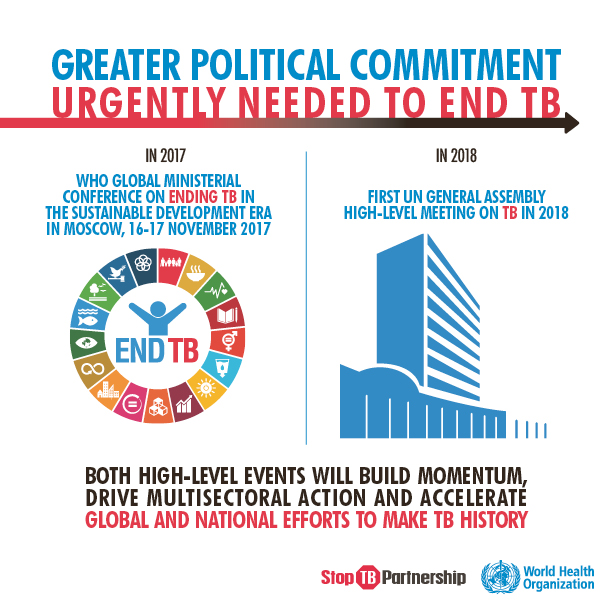 GREATER POLITICAL COMMITMENT
URGENTLY NEEDED TO END TB
IN 2017
WHO GLOBAL MINISTERIAL
CONFERENCE ON ENDING TB IN
THE SUSTAINABLE DEVELOPMENT ERA
IN MOSCOW, 16-17 NOVEMBER 2017
END TB
IN 2018
FIRST UN GENERAL ASSEMBLY
HIGH-LEVEL MEETING ON TB IN 2018
BOTH HIGH-LEVEL EVENTS WILL BUILD MOMENTUM,
DRIVE MULTISECTORAL ACTION AND ACCELERATE
GLOBAL AND NATIONAL EFFORTS TO MAKE TB HISTORY
Stop TB Partnership
World Health
Organization